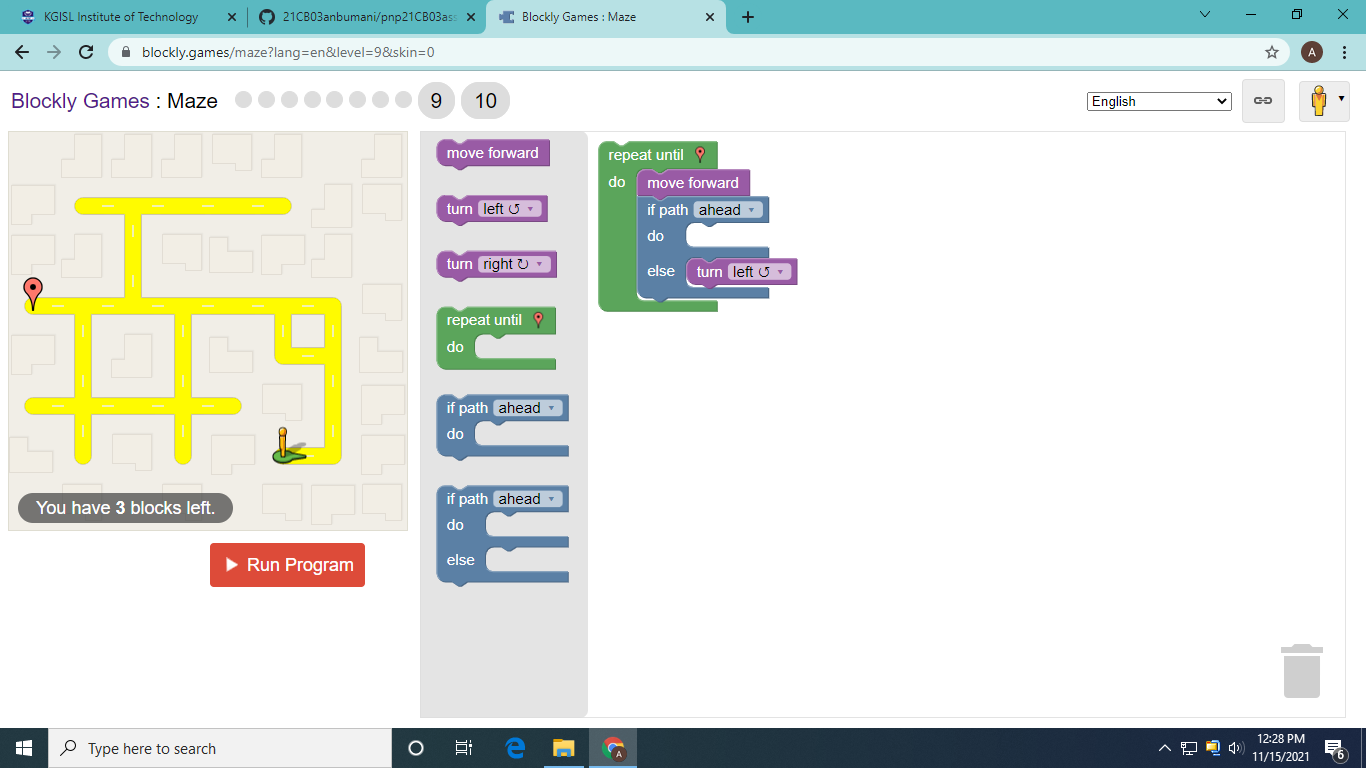 KGISL Institute of Technology
21CB03anbumani/pnp21CB03ass
Blockly Games : Maze
blockly.games/maze?lang=en&level=9&skin=0
A
Blockly Games : Maze
9
10
English
move forward
turn left ↺
turn right ↻
repeat until
do
if path ahead
do
if path ahead
do
else
repeat until
do
move forward
if path ahead
do
else turn left ↺
You have 3 blocks left.
Run Program
Type here to search
A
12:28 PM
11/15/2021
6